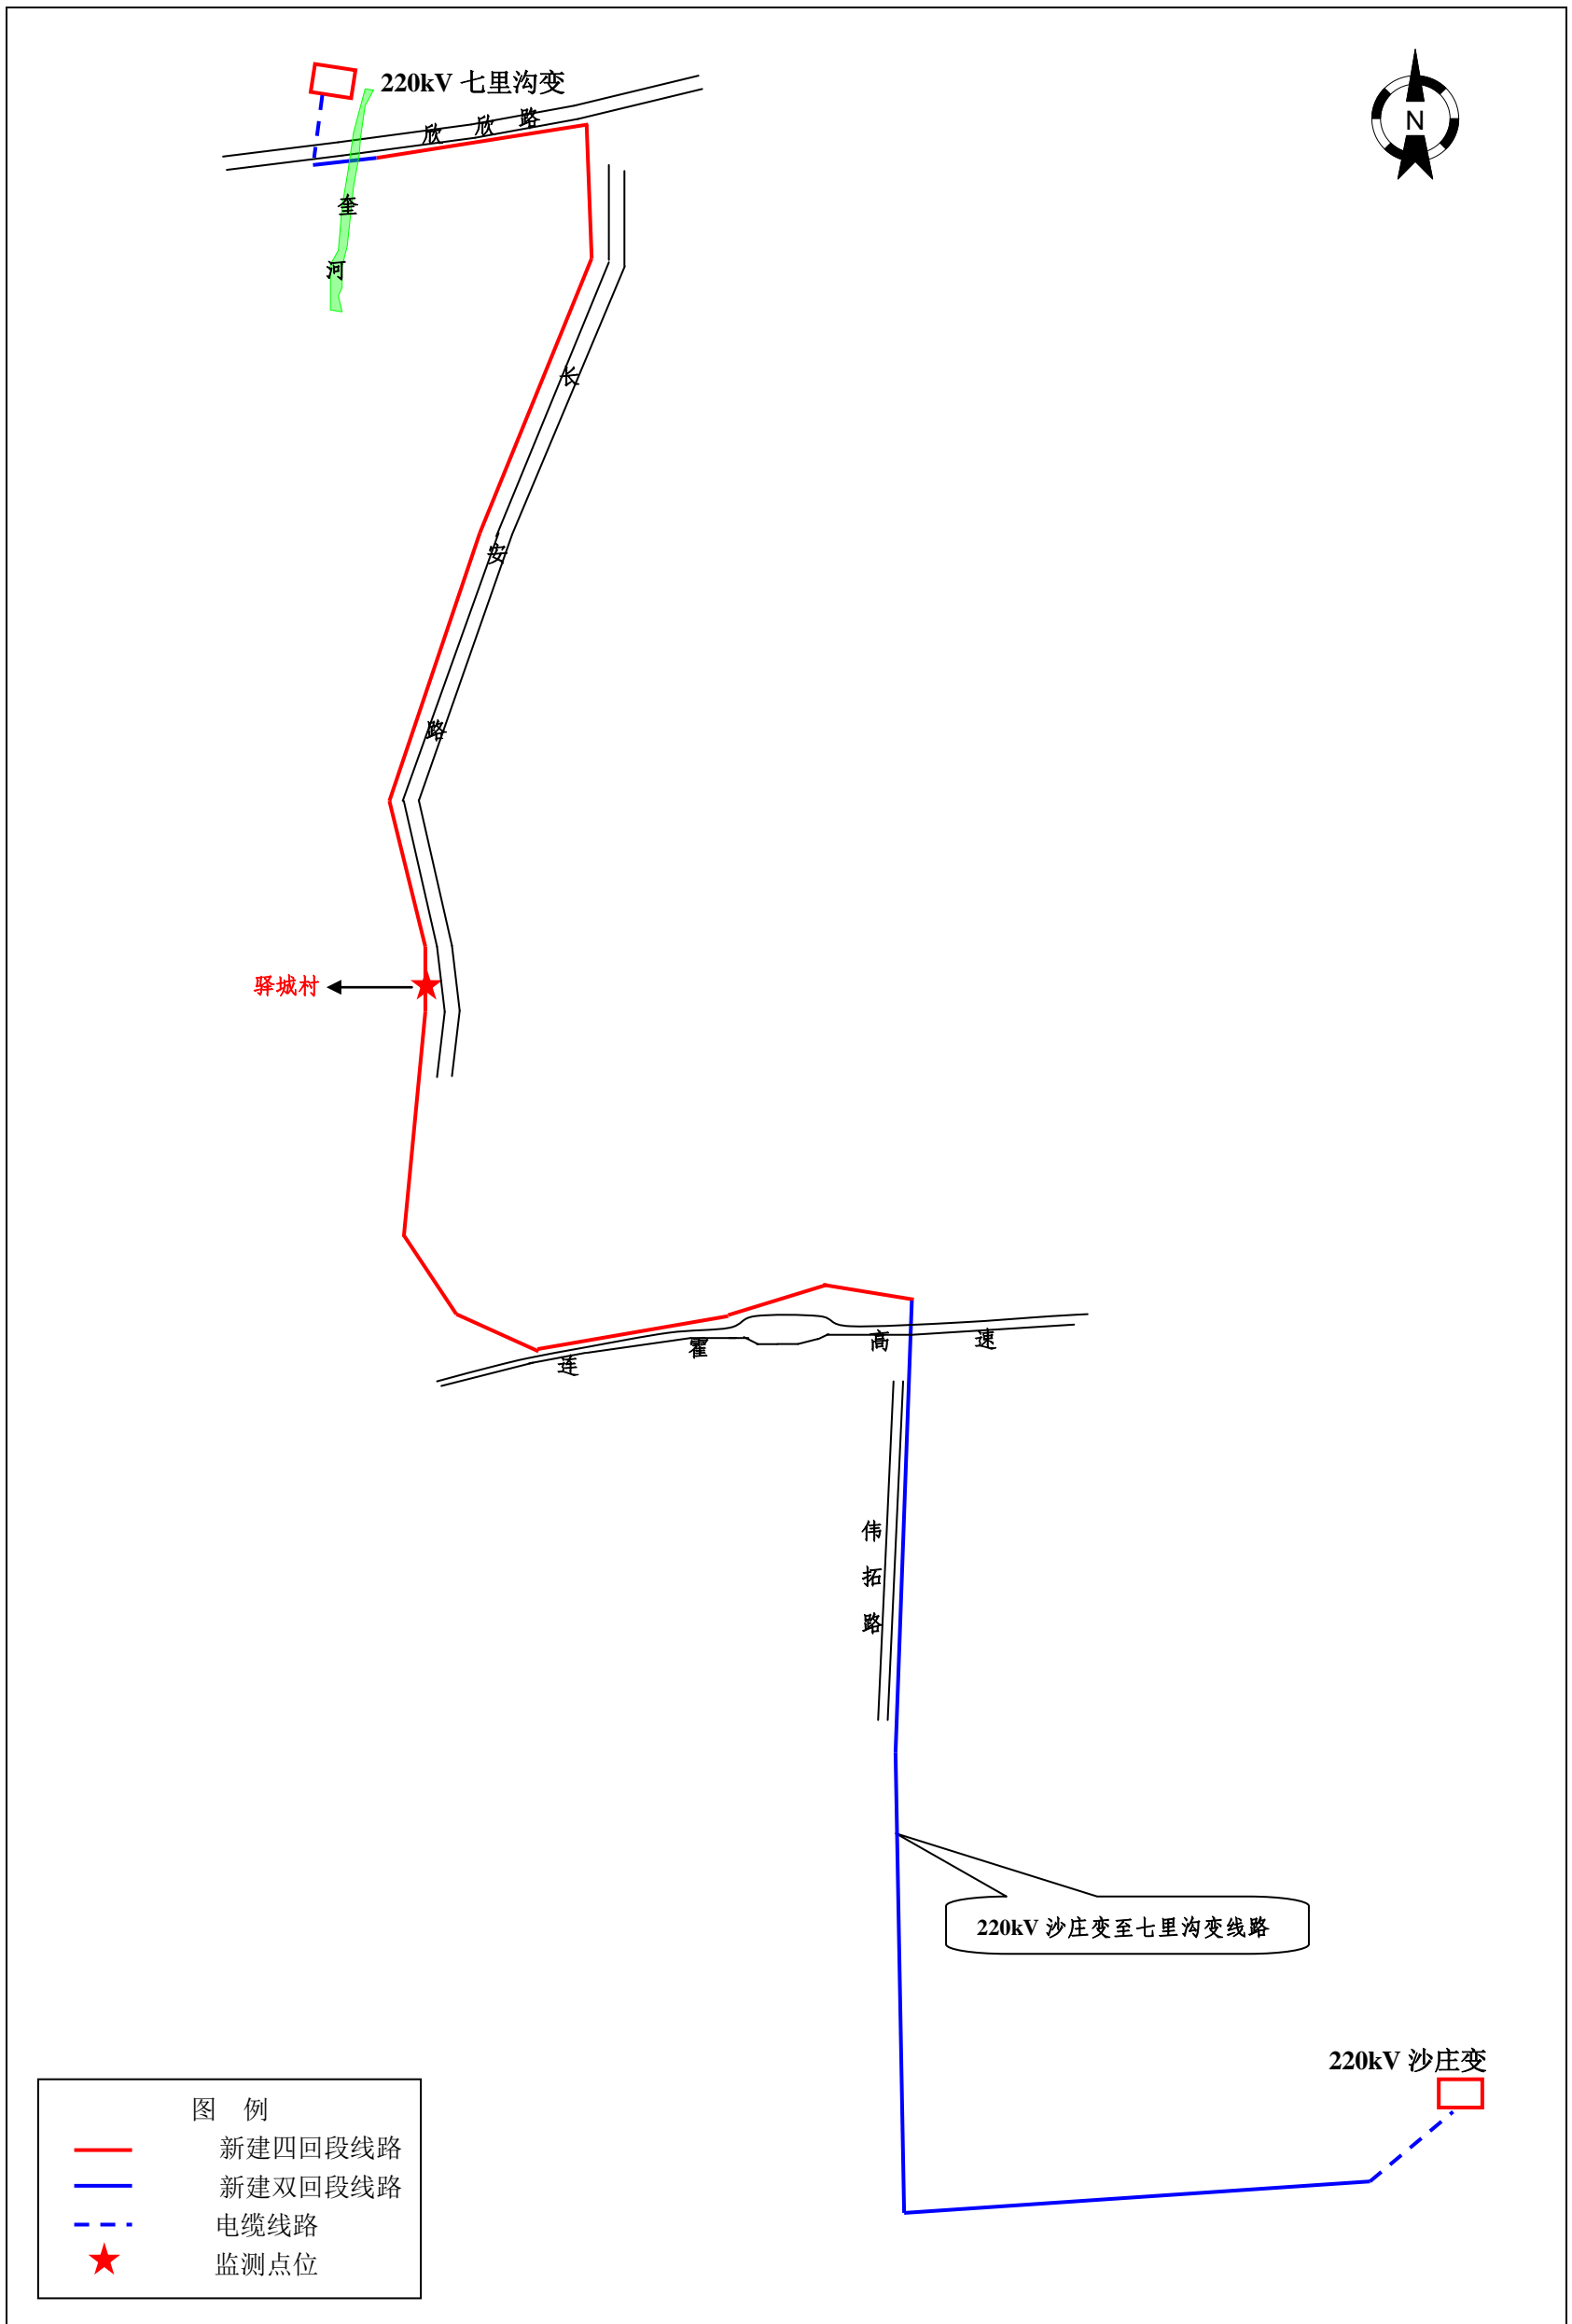 220kV 七里沟变
N
欣欣路
奎河
长安路
驿城村
连霍高速
伟拓路
220kV 沙庄变至七里沟变线路
220kV 沙庄变
图 例
新建四回段线路
新建双回段线路
电缆线路
监测点位